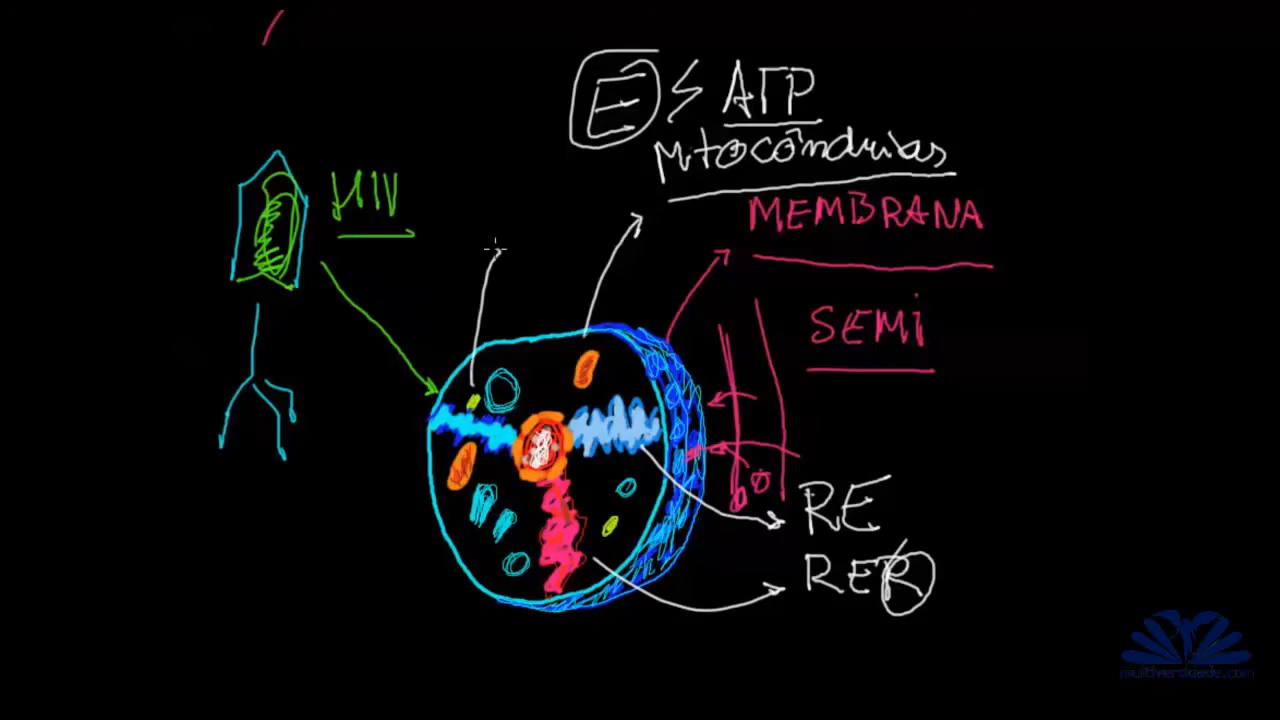 E ATP
Mitocôndrias
HIV
MEMBRANA
SEMI
RE
RER